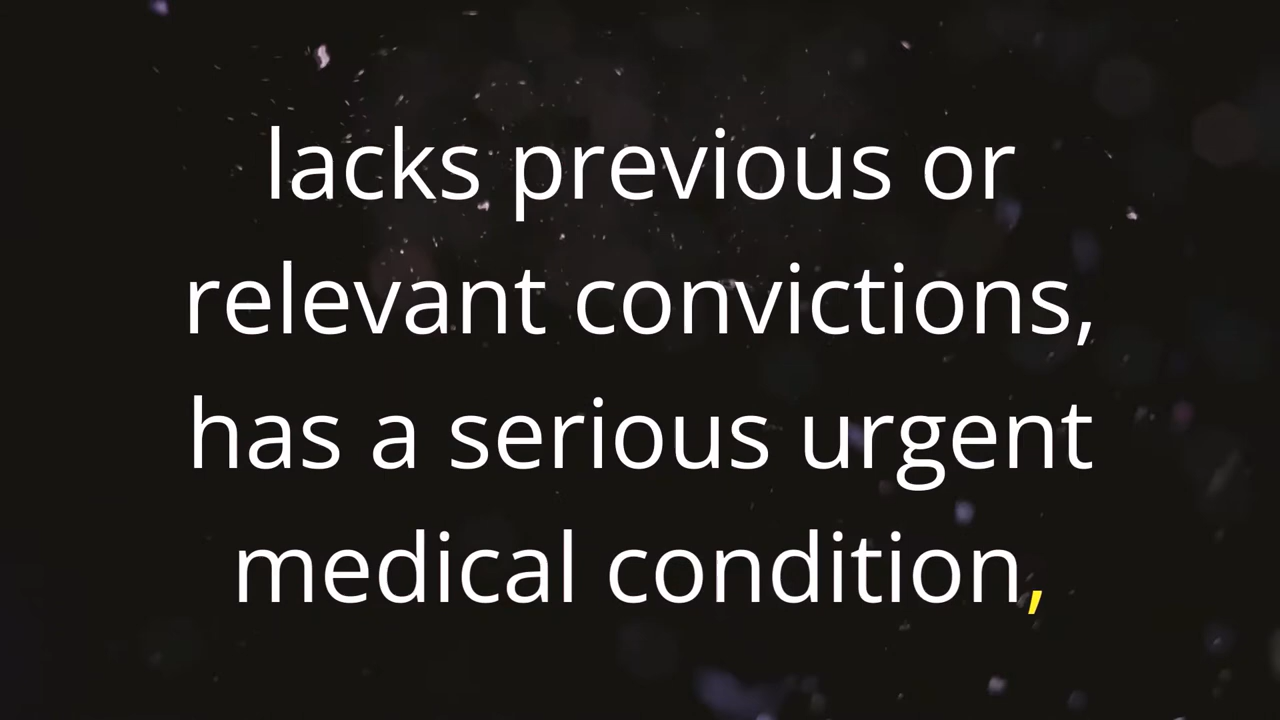 lacks previous or
relevant convictions,
has a serious urgent
medical condition,